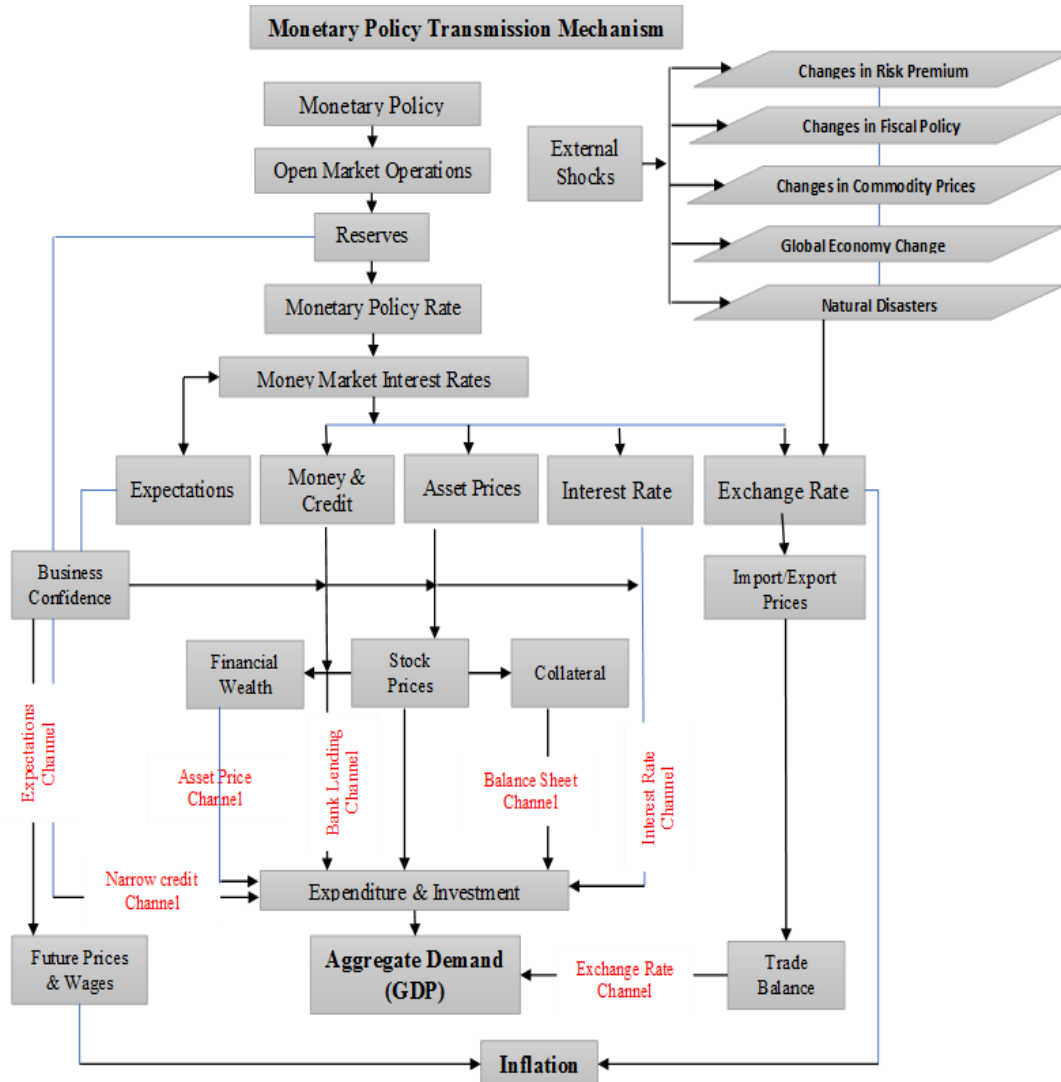 Monetary Policy Transmission Mechanism
Changes in Risk Premium
Monetary Policy
Changes in Fiscal Policy
External
Shocks
Open Market Operations
Changes in Commodity Prices
Reserves
Global Economy Change
Monetary Policy Rate
Natural Disasters
Money Market Interest Rates
Expectations
Money &
Credit
Asset Prices
Interest Rate
Exchange Rate
Business
Confidence
Import/Export
Prices
Financial
Wealth
Stock
Prices
Collateral
Expectations
Channel
Asset Price
Channel
Bank Lending
Channel
Balance Sheet
Channel
Interest Rate
Channel
Narrow credit
Channel
Expenditure & Investment
Future Prices
& Wages
Aggregate Demand
(GDP)
Exchange Rate
Channel
Trade
Balance
Inflation